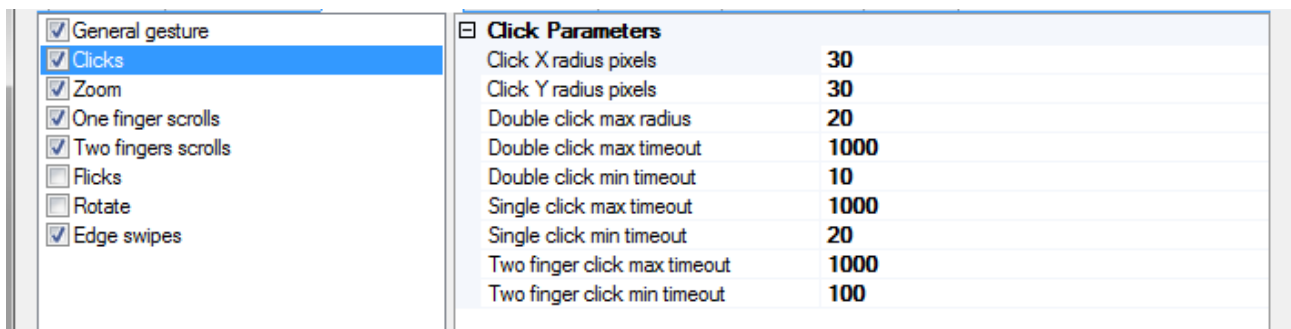 General gesture
Clicks
Zoom
One finger scrolls
Two fingers scrolls
Flicks
Rotate
Edge swipes
Click Parameters
Click X radius pixels 30
Click Y radius pixels 30
Double click max radius 20
Double click max timeout 1000
Double click min timeout 10
Single click max timeout 1000
Single click min timeout 20
Two finger click max timeout 1000
Two finger click min timeout 100